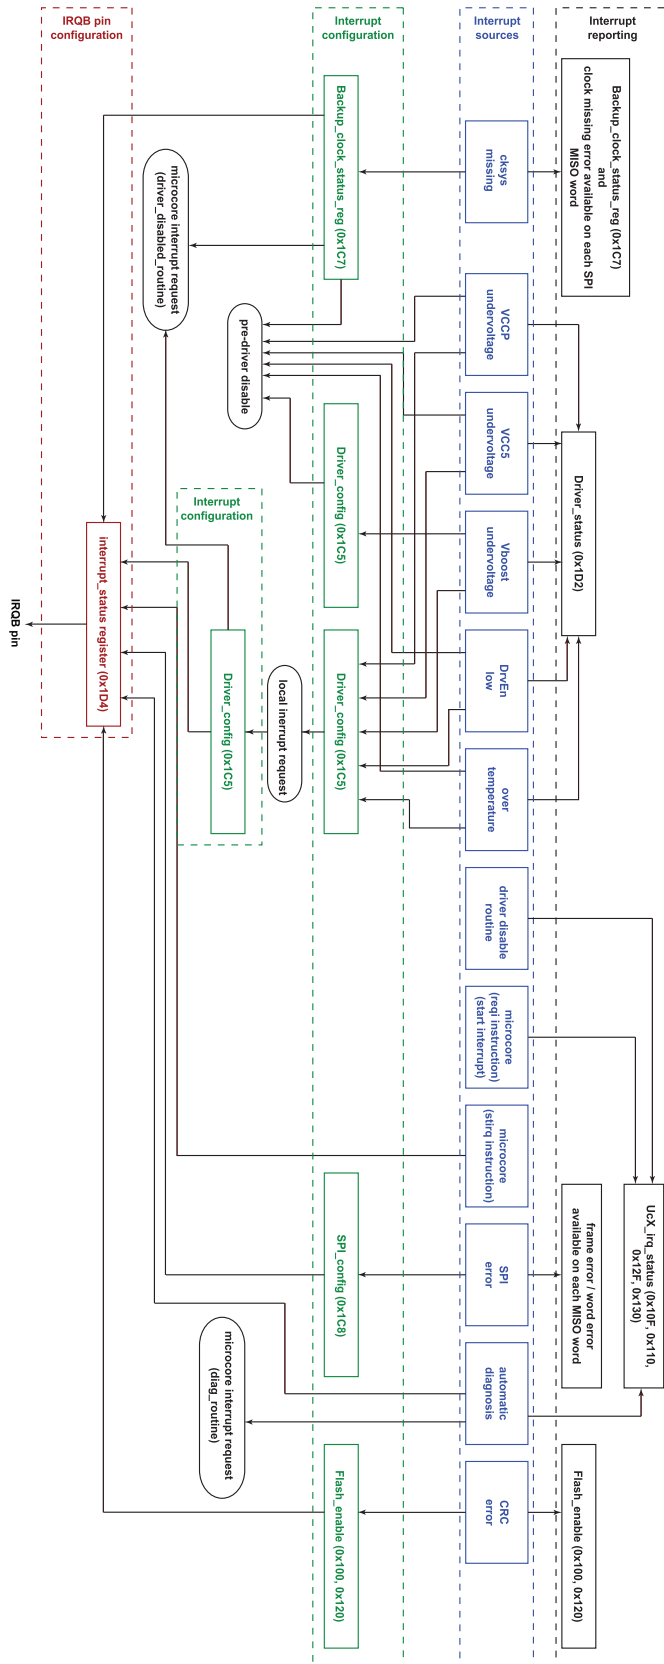 Interrupt
reporting
Backup_clock_status_reg (0x1C7)
and
clock missing error available on each SPI
MISO word
Driver_status (0x1D2)
UcX_irq_status (0x10F, 0x110,
0x12F, 0x130)
frame error / word error
available on each MISO word
Flash_enable (0x100, 0x120)
Interrupt
sources
cksys
missing
VCCP
undervoltage
VCC5
undervoltage
Vboost
undervoltage
DrvEn
low
over
temperature
driver disable
routine
microcore
(reqi instruction)
(start interrupt)
microcore
(stirq instruction)
SPI
error
automatic
diagnosis
CRC
error
Interrupt
configuration
Backup_clock_status_reg (0x1C7)
Driver_config (0x1C5)
Driver_config (0x1C5)
SPI_config (0x1C8)
Flash_enable (0x100, 0x120)
pre-driver disable
local inerrupt request
Interrupt
configuration
Driver_config (0x1C5)
microcore interrupt request
(driver_disabled_routine)
microcore interrupt request
(diag_routine)
IRQB pin
configuration
interrupt_status register (0x1D4)
IRQB pin